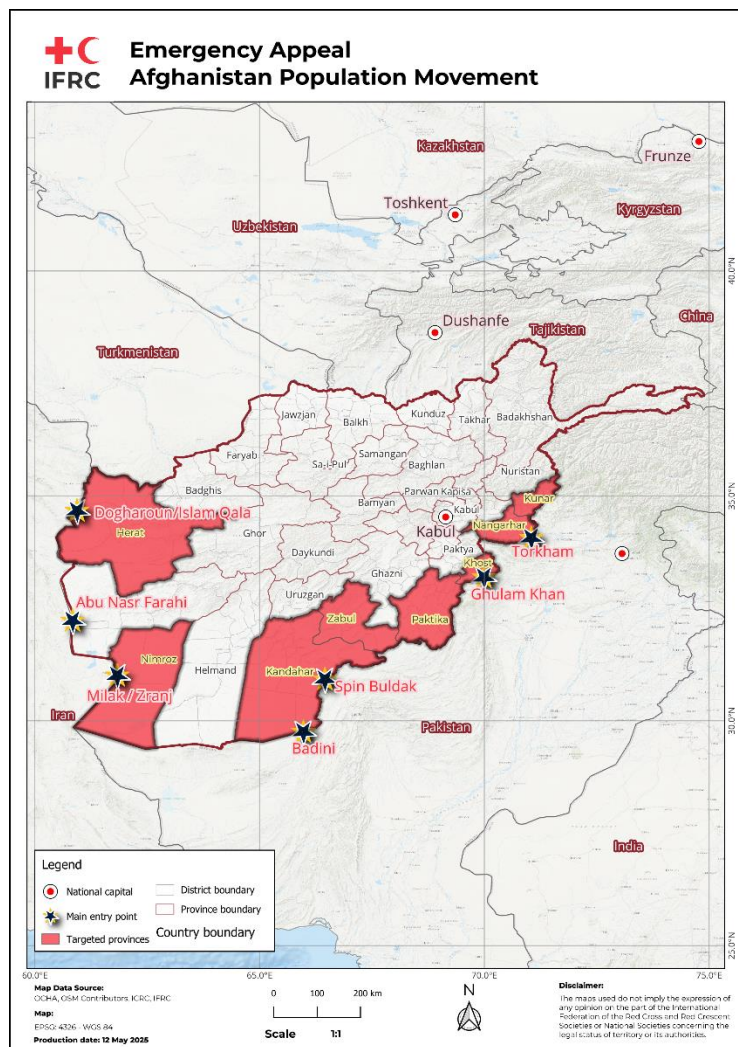 IFRC
Emergency Appeal
Afghanistan Population Movement
Kazakhstan
Frunze
Toshkent
Kyrgyzstan
Uzbekistan
40.0°N
Dushanfe
China
Tajikistan
Turkmenistan
Jawzjan
Balkh
Kunduz
Takhar
Badakhshan
Faryab
Sa-i-Pul
Samangan
Baghlan
Nuristan
Badghis
Parwan
Kapisa
Kunar
35.0°N
Dogharoun/Islam Qala
Bamyan
Kabul
Nangarhar
Herat
Kabul
Ghor
Paktya
Torkham
Daykundi
Khost
Ghazni
Ghulam Khan
Abu Nasr Farahi
Uruzgan
Zabul
Paktika
Nimroz
Helmand
Kandahar
Milak / Zranj
Spin Buldak
Iran
Pakistan
30.0°N
Badini
India
Legend
National capital
District boundary
Main entry point
Province boundary
Targeted provinces
Country boundary
25.0°N
60.0°E
65.0°E
70.0°E
75.0°E
Map Data Source:
OCHA, OSM Contributors, ICRC, IFRC
Map:
EPSG: 4326 - WGS 84
Production date: 12 May 2025
0 100 200 km
Scale 1:1
N
Disclaimer:
The maps used do not imply the expression of
any opinion on the part of the International
Federation of the Red Cross and Red Crescent
Societies or National Societies concerning the
legal status of territory or its authorities.